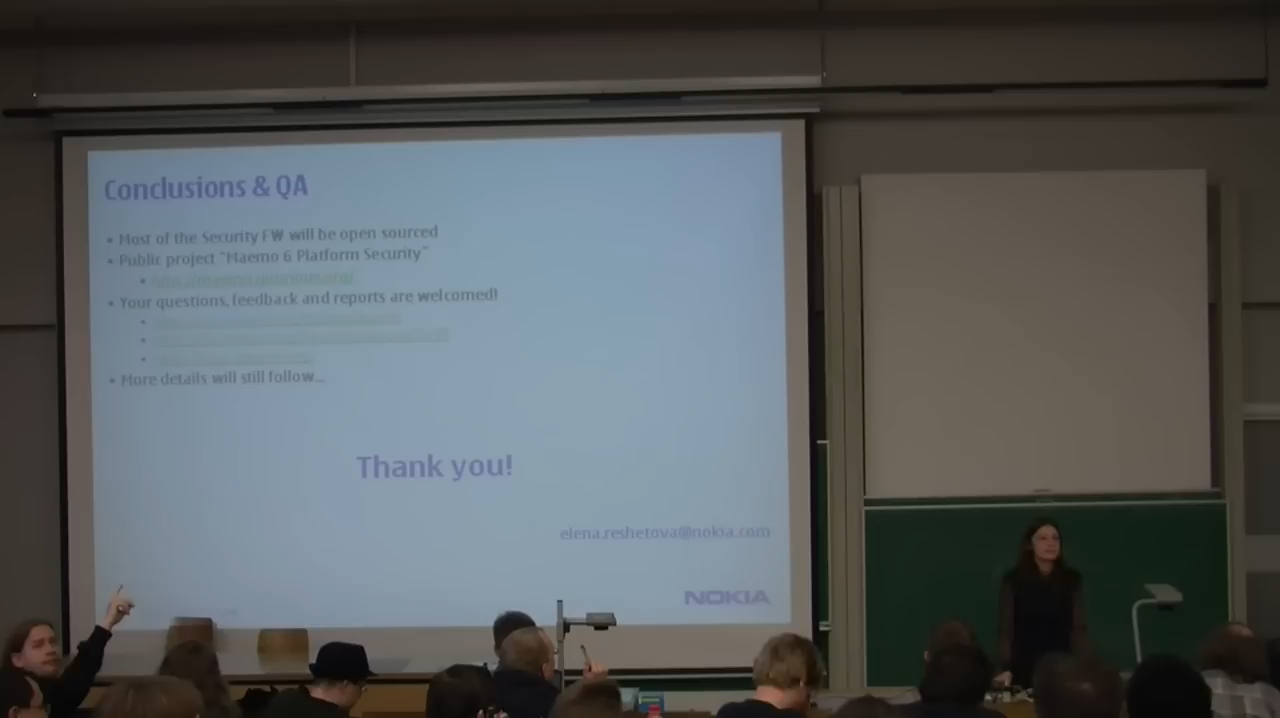 Conclusions & QA
• Most of the Security FW will be open sourced
• Public project "Maemo 6 Platform Security"
• Your questions, feedback and reports are welcomed!
• More details will still follow...
Thank you!
elena.reshetova@nokia.com
NOKIA